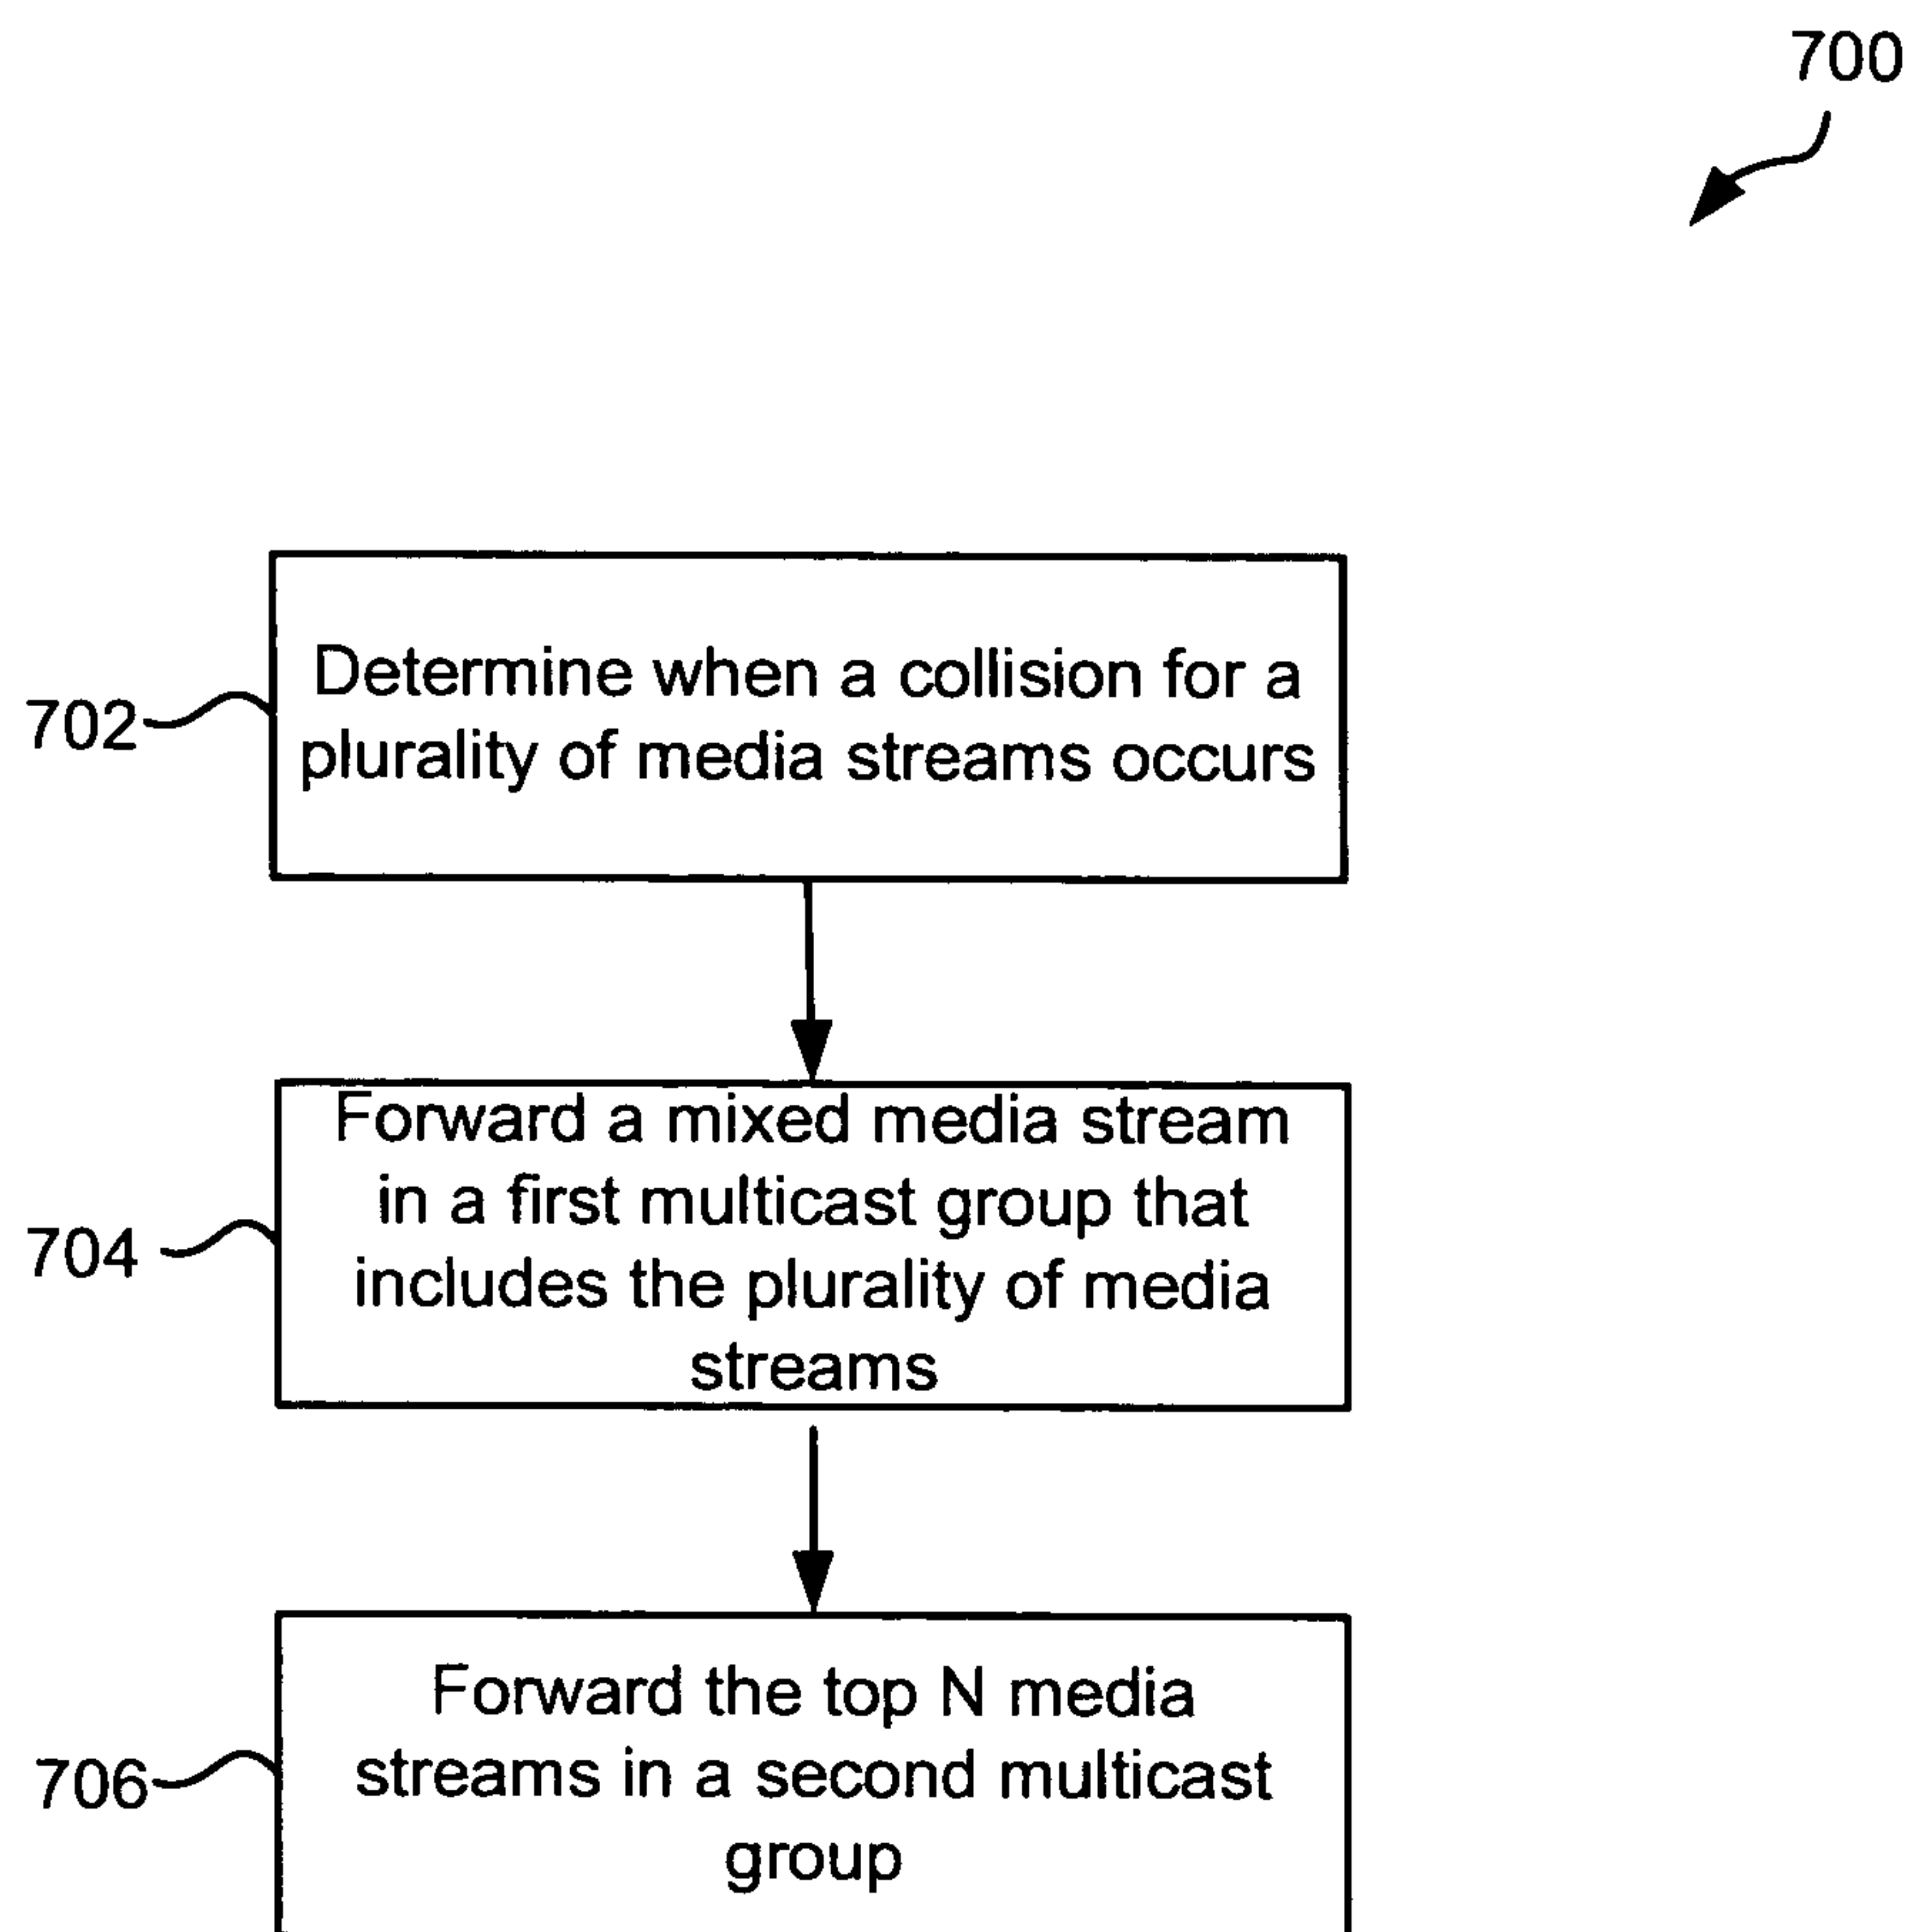 700
702
Determine when a collision for a
plurality of media streams occurs
704
Forward a mixed media stream
in a first multicast group that
includes the plurality of media
streams
706
Forward the top N media
streams in a second multicast
group